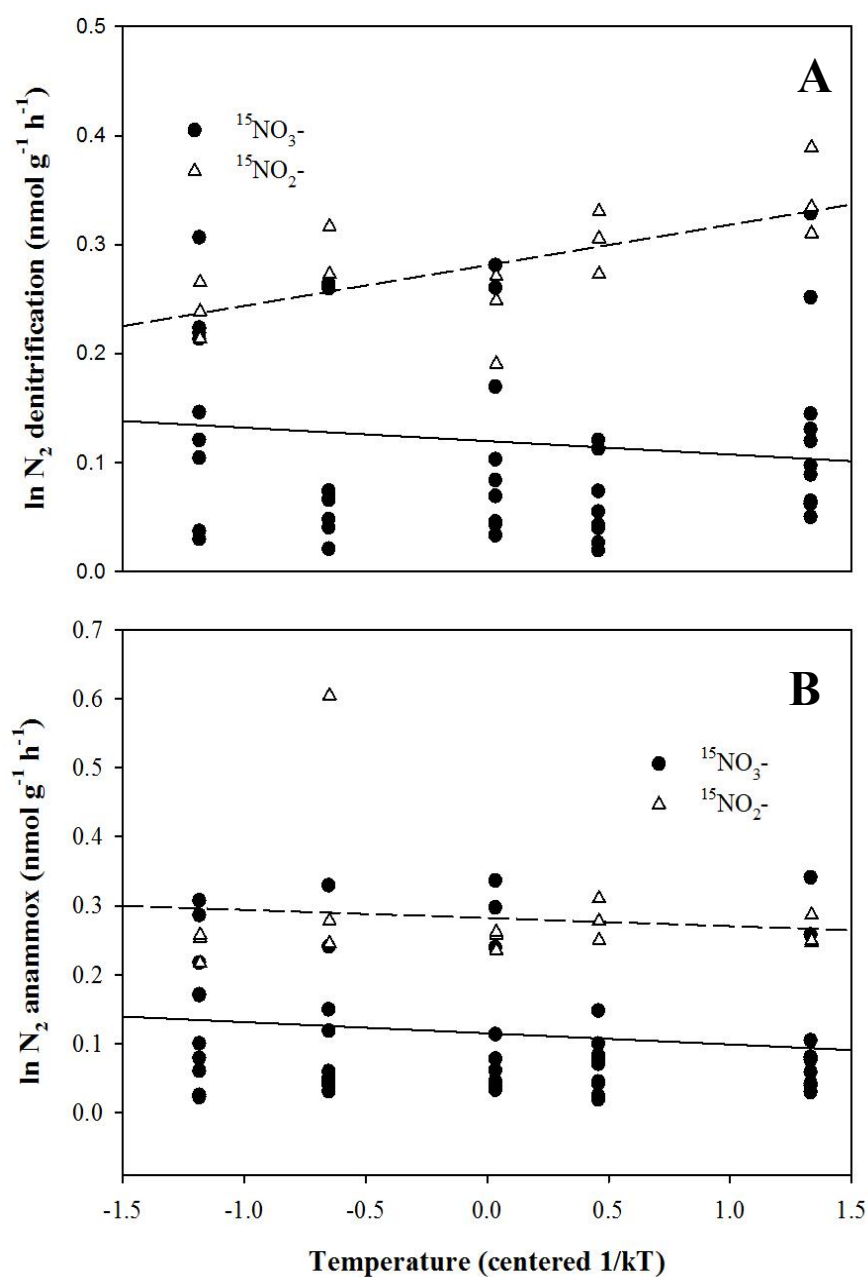 0.5
A
0.4
¹⁵NO₃-
¹⁵NO₂-
0.3
0.2
0.1
0.0
ln N₂ denitrification (nmol g⁻¹ h⁻¹)
0.7
B
0.6
¹⁵NO₃-
¹⁵NO₂-
0.5
0.4
0.3
0.2
0.1
0.0
ln N₂ anammox (nmol g⁻¹ h⁻¹)
-1.5 -1.0 -0.5 0.0 0.5 1.0 1.5
Temperature (centered 1/kT)